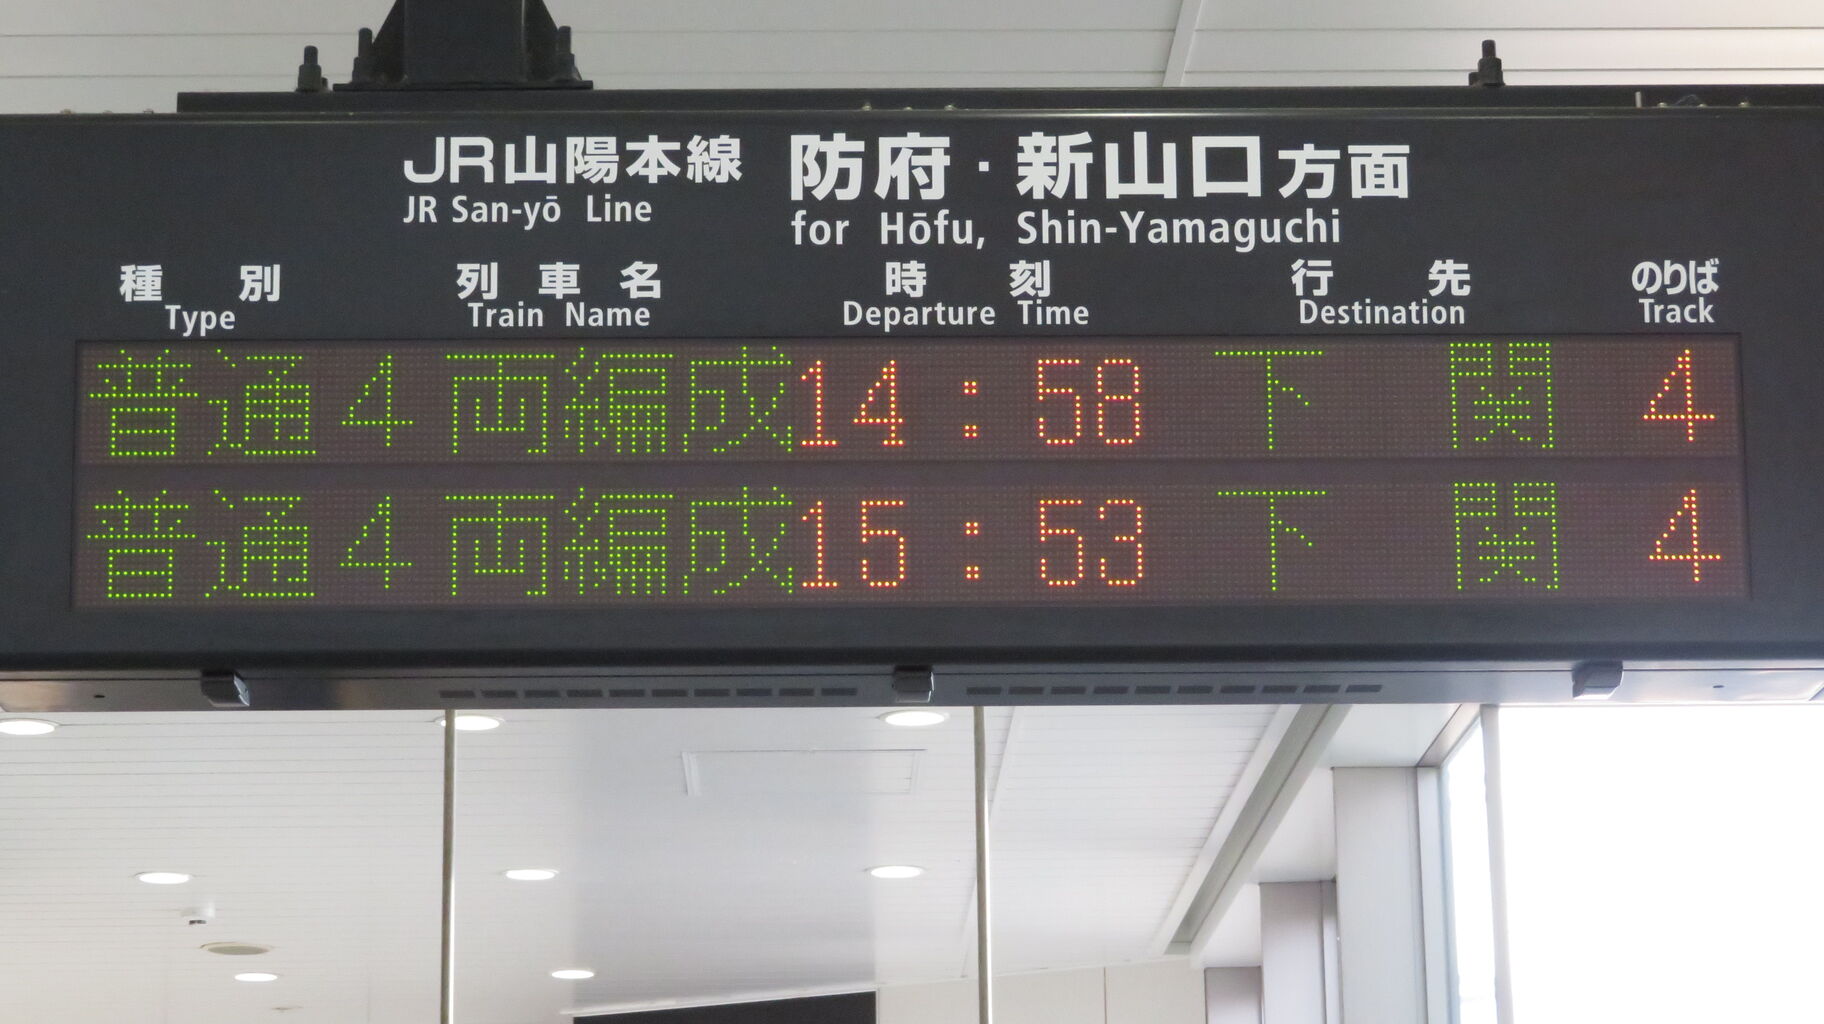 JR山陽本線 防府・新山口方面
JR San-yō Line for Hōfu, Shin-Yamaguchi
種別 列車名 時刻 行先 のりば
Type Train Name Departure Time Destination Track
普通 4両編成 14:58 下関 4
普通 4両編成 15:53 下関 4